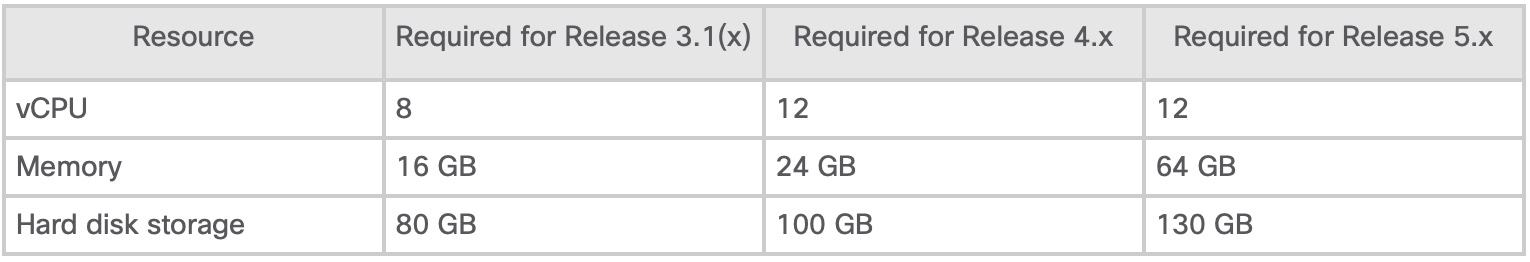 Resource Required for Release 3.1(x) Required for Release 4.x Required for Release 5.x
vCPU 8 12 12
Memory 16 GB 24 GB 64 GB
Hard disk storage 80 GB 100 GB 130 GB